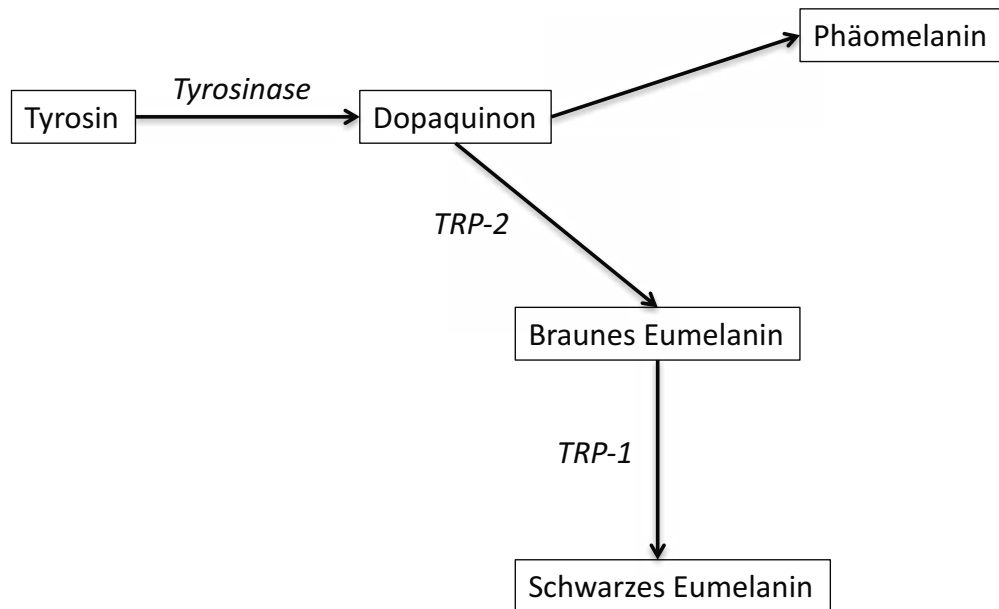 Phäomelanin
Tyrosinase
Tyrosin
Dopaquinon
TRP-2
Braunes Eumelanin
TRP-1
Schwarzes Eumelanin